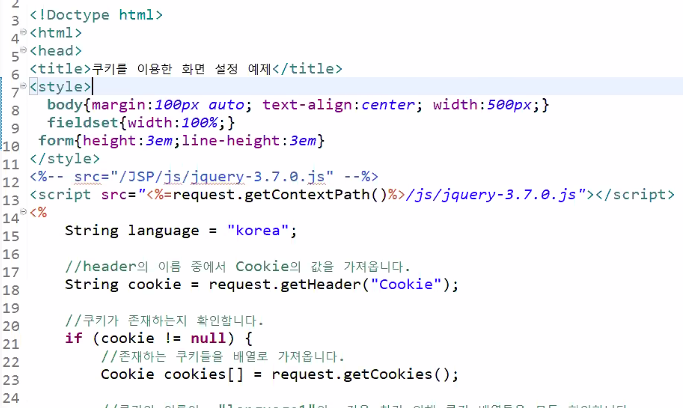 2
3 <!Doctype html>
4 <html>
5 <head>
6 <title>쿠키를 이용한 화면 설정 예제</title>
7 <style>
8 body{margin:100px auto; text-align:center; width:500px;}
9 fieldset{width:100%;}
10 form{height:3em;line-height:3em}
11 </style>
12 <%-- src="/JSP/js/jquery-3.7.0.js" --%>
13 <script src="<%=request.getContextPath()%>/js/jquery-3.7.0.js"></script>
14 <%
15 String language = "korea";
16
17 //header의 이름 중에서 Cookie의 값을 가져옵니다.
18 String cookie = request.getHeader("Cookie");
19
20 //쿠키가 존재하는지 확인합니다.
21 if (cookie != null) {
22 //존재하는 쿠키들을 배열로 가져옵니다.
23 Cookie cookies[] = request.getCookies();
24